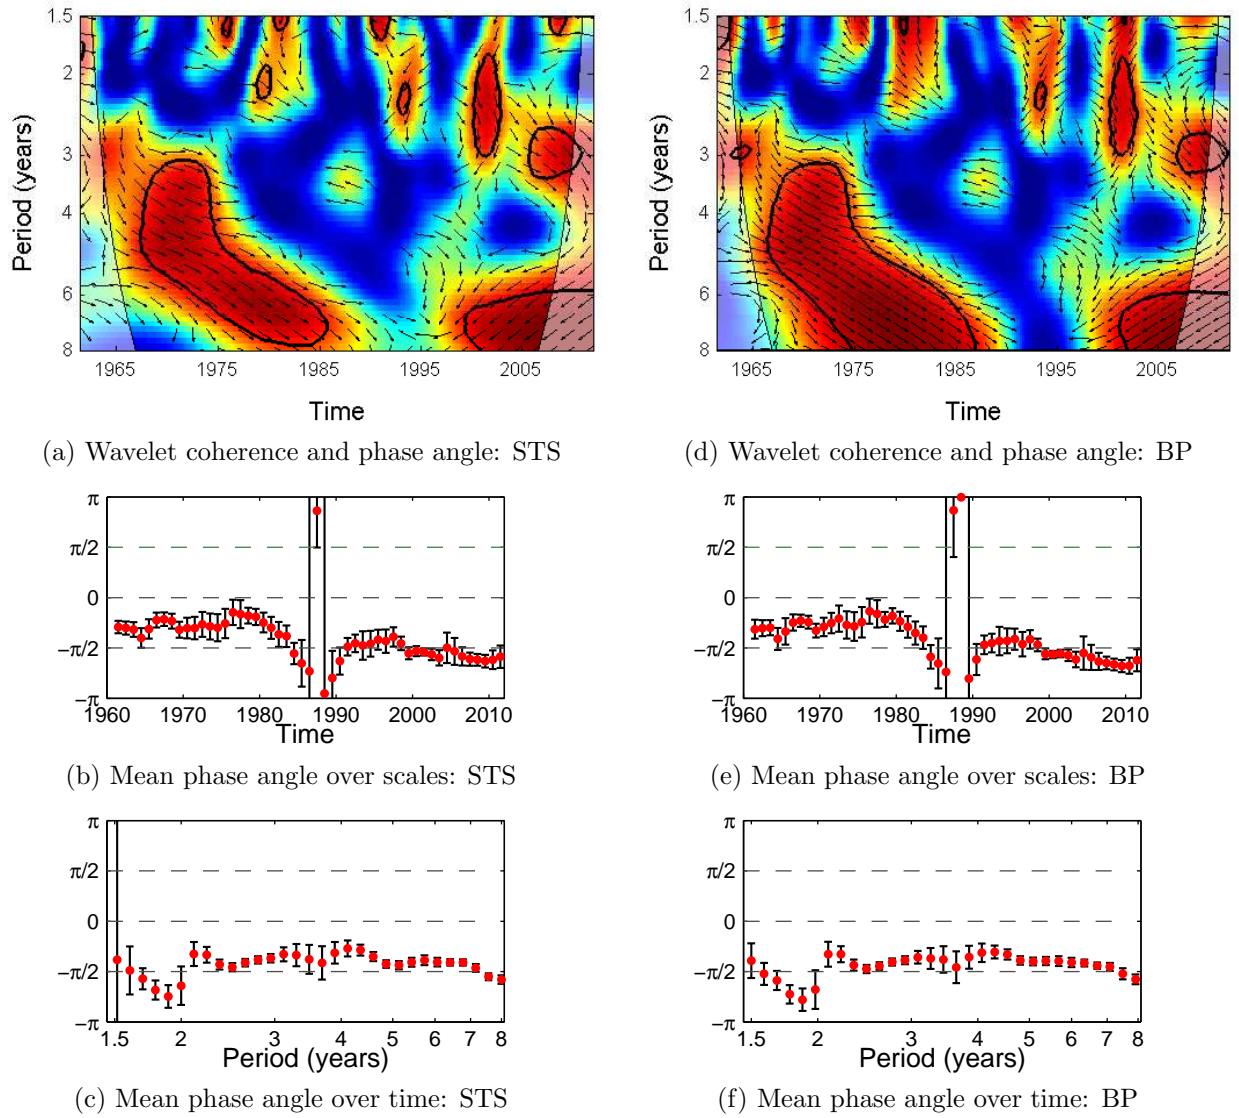 1.5
2
3
4
6
8
Period (years)
1965 1975 1985 1995 2005
Time
(a) Wavelet coherence and phase angle: STS
1.5
2
3
4
6
8
Period (years)
1965 1975 1985 1995 2005
Time
(d) Wavelet coherence and phase angle: BP
π
π/2
0
−π/2
−π
1960 1970 1980 1990 2000 2010
Time
(b) Mean phase angle over scales: STS
π
π/2
0
−π/2
−π
1960 1970 1980 1990 2000 2010
Time
(e) Mean phase angle over scales: BP
π
π/2
0
−π/2
−π
1.5 2 3 4 5 6 7 8
Period (years)
(c) Mean phase angle over time: STS
π
π/2
0
−π/2
−π
1.5 2 3 4 5 6 7 8
Period (years)
(f) Mean phase angle over time: BP